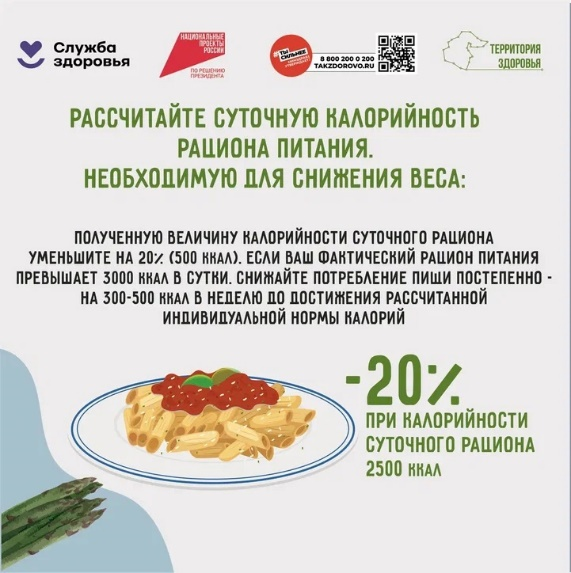 Служба
здоровья
НАЦИОНАЛЬНЫЕ
ПРОЕКТЫ
РОССИИ
ПО РЕШЕНИЮ
ПРЕЗИДЕНТА
#ТЫ
СИЛЬНЕЕ
8 800 200 0 200
TAKZDOROVO.RU
ТЕРРИТОРИЯ
ЗДОРОВЬЯ
РАССЧИТАЙТЕ СУТОЧНУЮ КАЛОРИЙНОСТЬ
РАЦИОНА ПИТАНИЯ.
НЕОБХОДИМУЮ ДЛЯ СНИЖЕНИЯ ВЕСА:
ПОЛУЧЕННУЮ ВЕЛИЧИНУ КАЛОРИЙНОСТИ СУТОЧНОГО РАЦИОНА
УМЕНЬШИТЕ НА 20% (500 ККАЛ). ЕСЛИ ВАШ ФАКТИЧЕСКИЙ РАЦИОН ПИТАНИЯ
ПРЕВЫШАЕТ 3000 ККАЛ В СУТКИ. СНИЖАЙТЕ ПОТРЕБЛЕНИЕ ПИЩИ ПОСТЕПЕННО -
НА 300-500 ККАЛ В НЕДЕЛЮ ДО ДОСТИЖЕНИЯ РАССЧИТАННОЙ
ИНДИВИДУАЛЬНОЙ НОРМЫ КАЛОРИЙ
-20%
ПРИ КАЛОРИЙНОСТИ
СУТОЧНОГО РАЦИОНА
2500 ККАЛ